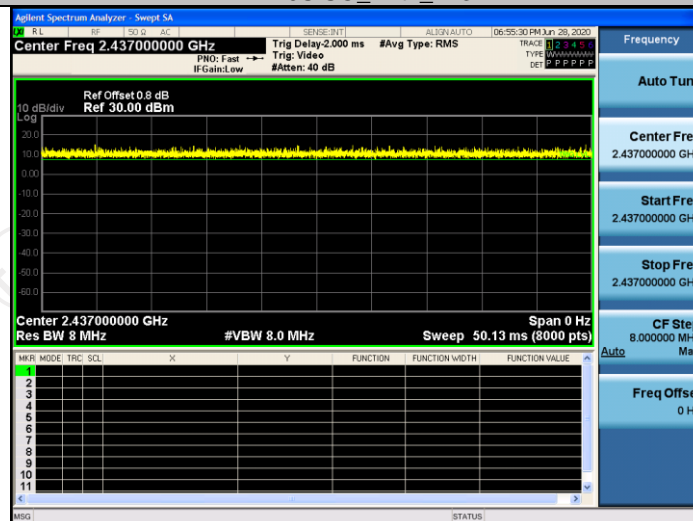 Agilent Spectrum Analyzer - Swept SA
RL RF 50 Ω AC SENSE:INT ALIGNAUTO 06:55:30 PM Jun 28, 2020
Center Freq 2.437000000 GHz
PNO: Fast
IFGain:Low
Trig Delay-2.000 ms
Trig: Video
#Atten: 40 dB
#Avg Type: RMS
TRACE 1 2 3 4 5 6
TYPE
DET P P P P P P
Frequency
Auto Tun
Ref Offset 0.8 dB
10 dB/div Ref 30.00 dBm
Log
20.0
10.0
0.00
-10.0
-20.0
-30.0
-40.0
-50.0
-60.0
Center Fre
2.437000000 GH
Start Fre
2.437000000 GH
Stop Fre
2.437000000 GH
Center 2.437000000 GHz Span 0 Hz
Res BW 8 MHz #VBW 8.0 MHz Sweep 50.13 ms (8000 pts)
CF Ste
8.000000 MH
Auto Ma
MKR MODE TRC SCL X Y FUNCTION FUNCTION WIDTH FUNCTION VALUE
1
2
3
4
5
6
7
8
9
10
11
Freq Offse
0 H
MSG STATUS